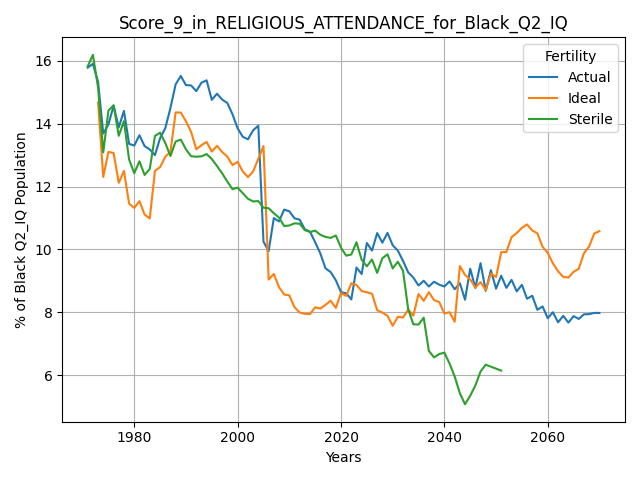 Score_9_in_RELIGIOUS_ATTENDANCE_for_Black_Q2_IQ
Fertility
Actual
Ideal
Sterile
% of Black Q2_IQ Population
16
14
12
10
8
6
1980
2000
2020
2040
2060
Years